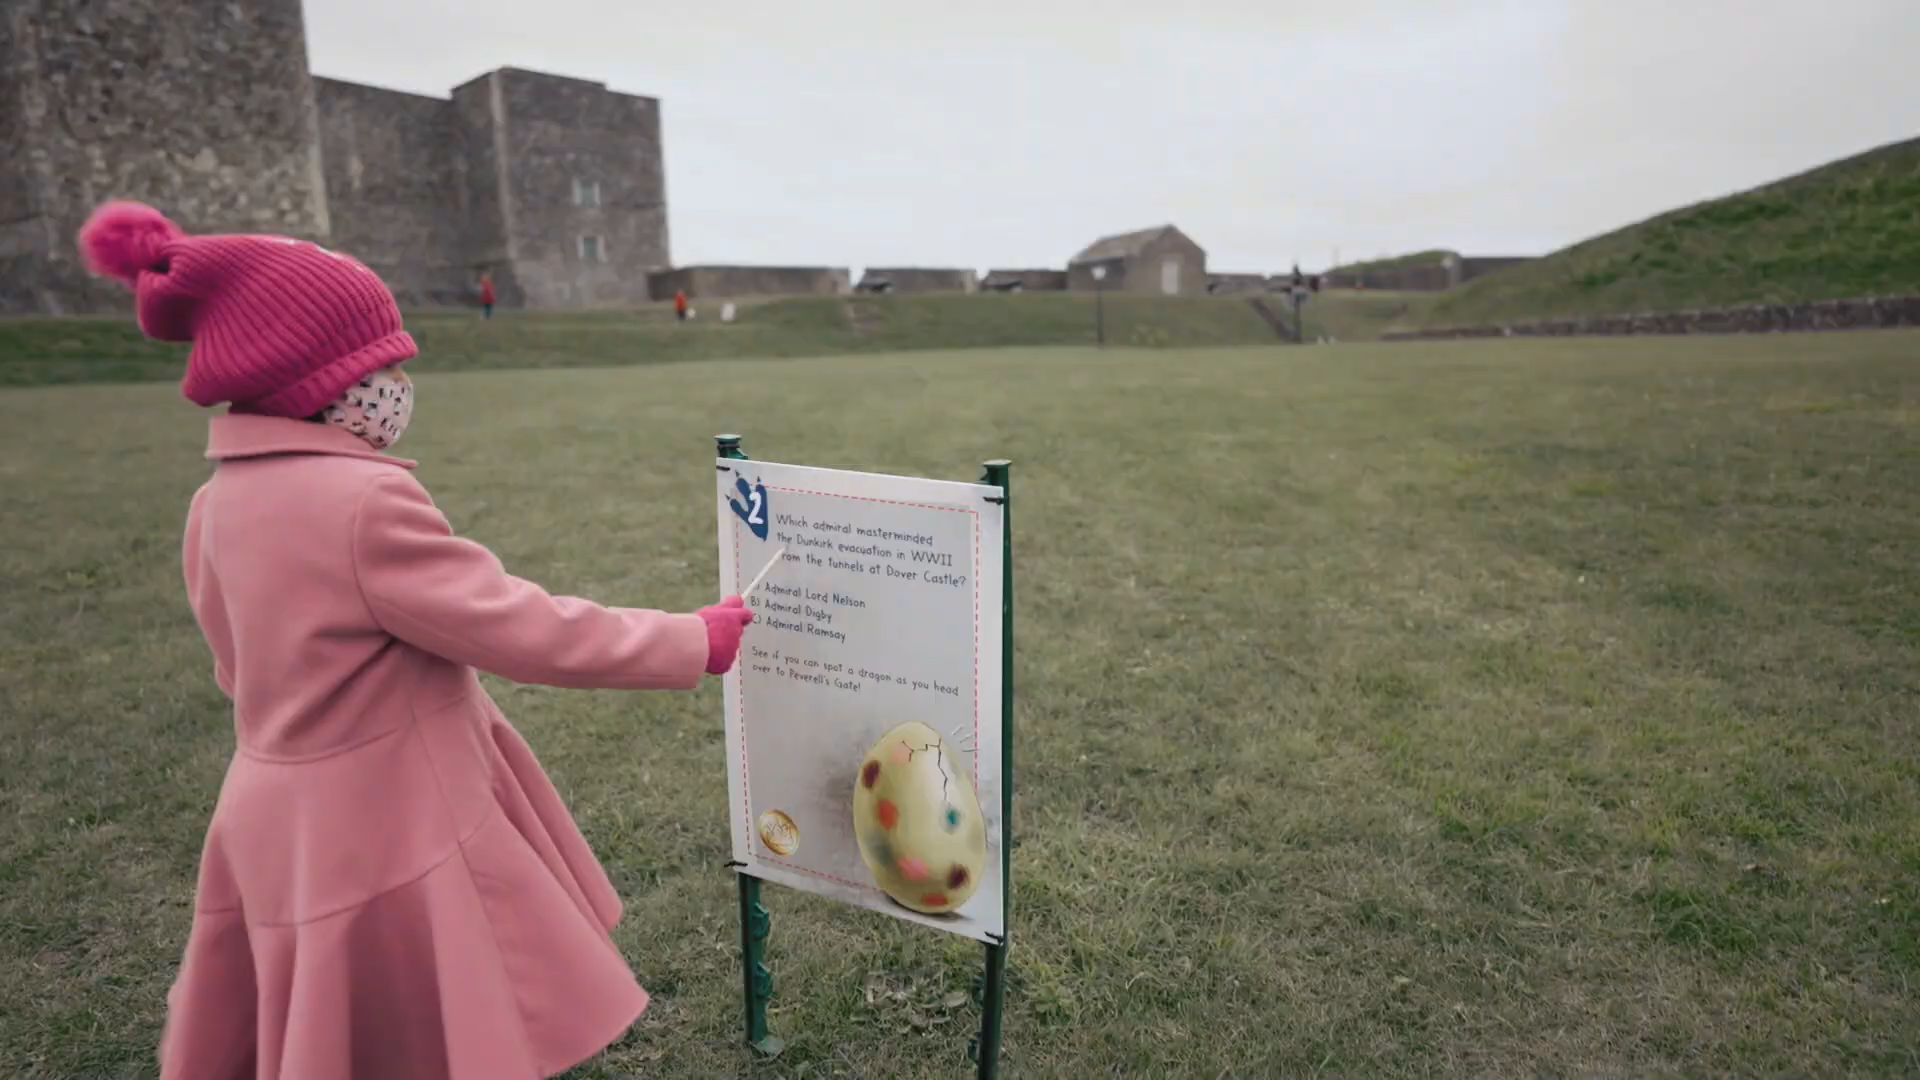 2
Which admiral masterminded
the Dunkirk evacuation in WWII
from the tunnels at Dover Castle?
) Admiral Lord Nelson
B) Admiral Digby
C) Admiral Ramsay
See if you can spot a dragon as you head
over to Peverell's Gate!